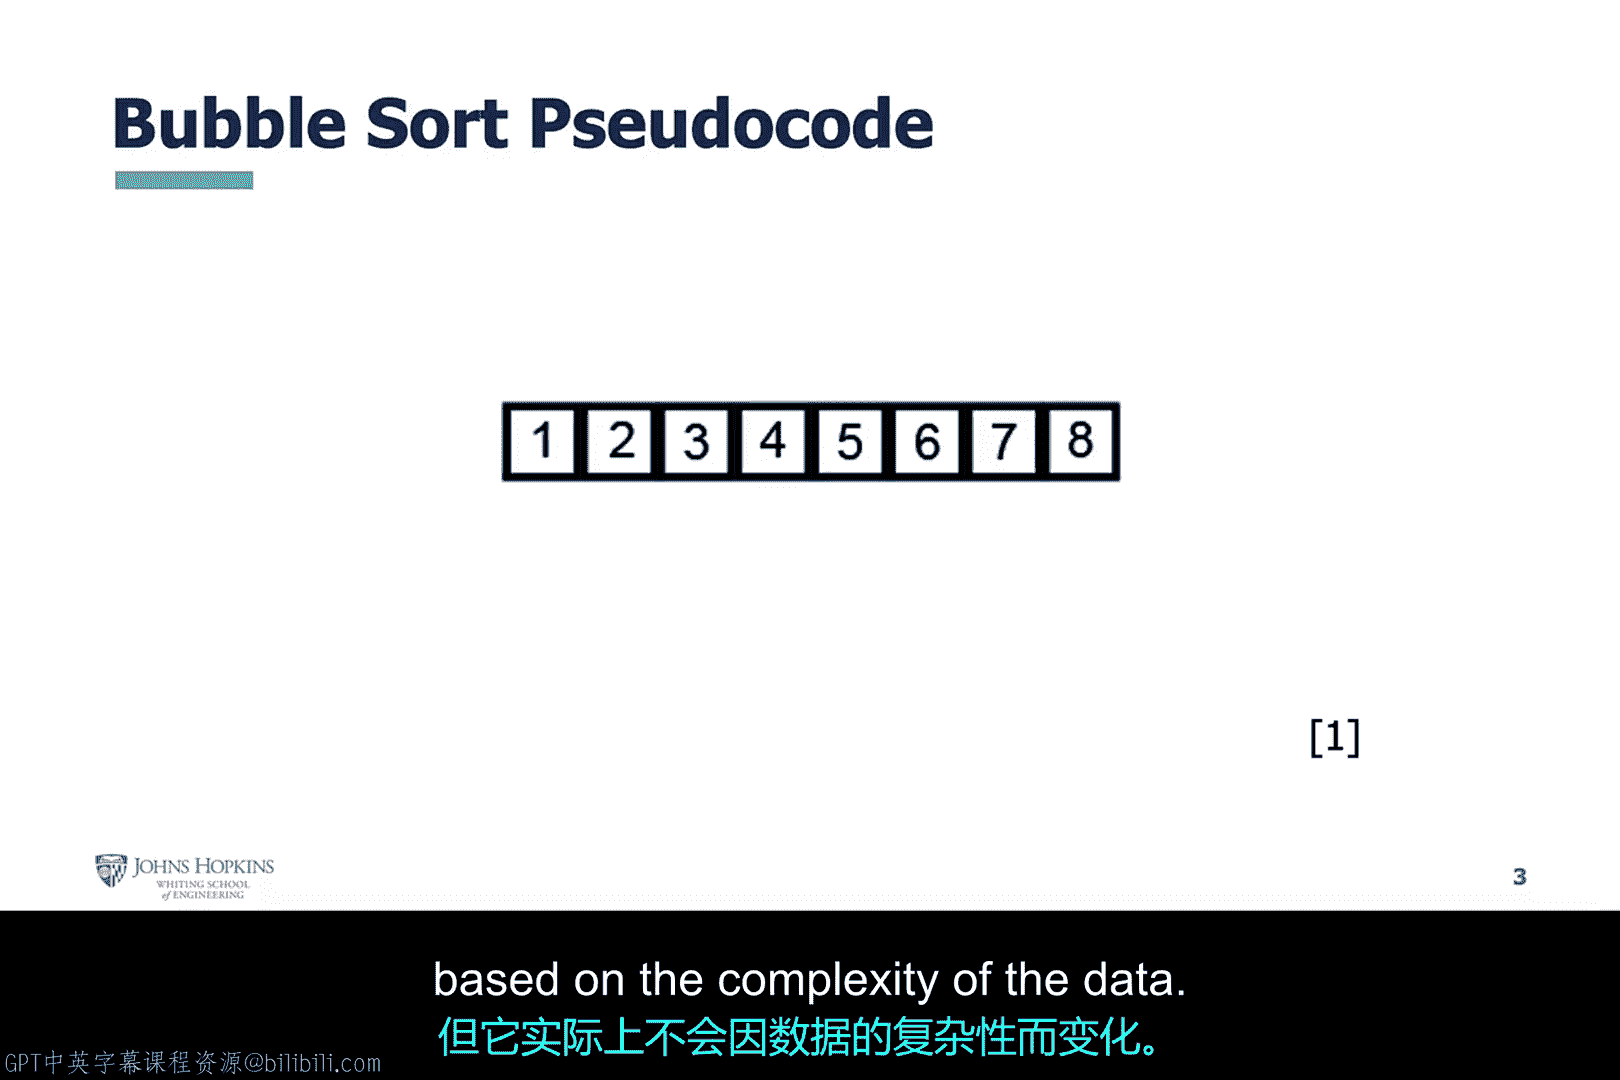 Bubble Sort Pseudocode
1 2 3 4 5 6 7 8
[1]
JOHNS HOPKINS
WHITING SCHOOL
of ENGINEERING
3
based on the complexity of the data.
但它实际上不会因数据的复杂性而变化。
GPT中英字幕课程资源@bilibili.com